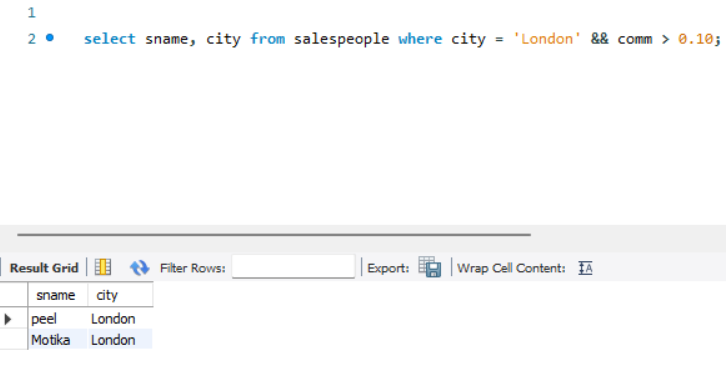 1
2 select sname, city from salespeople where city = 'London' && comm > 0.10;
Result Grid Filter Rows: Export: Wrap Cell Content: IA
sname city
peel London
Motika London